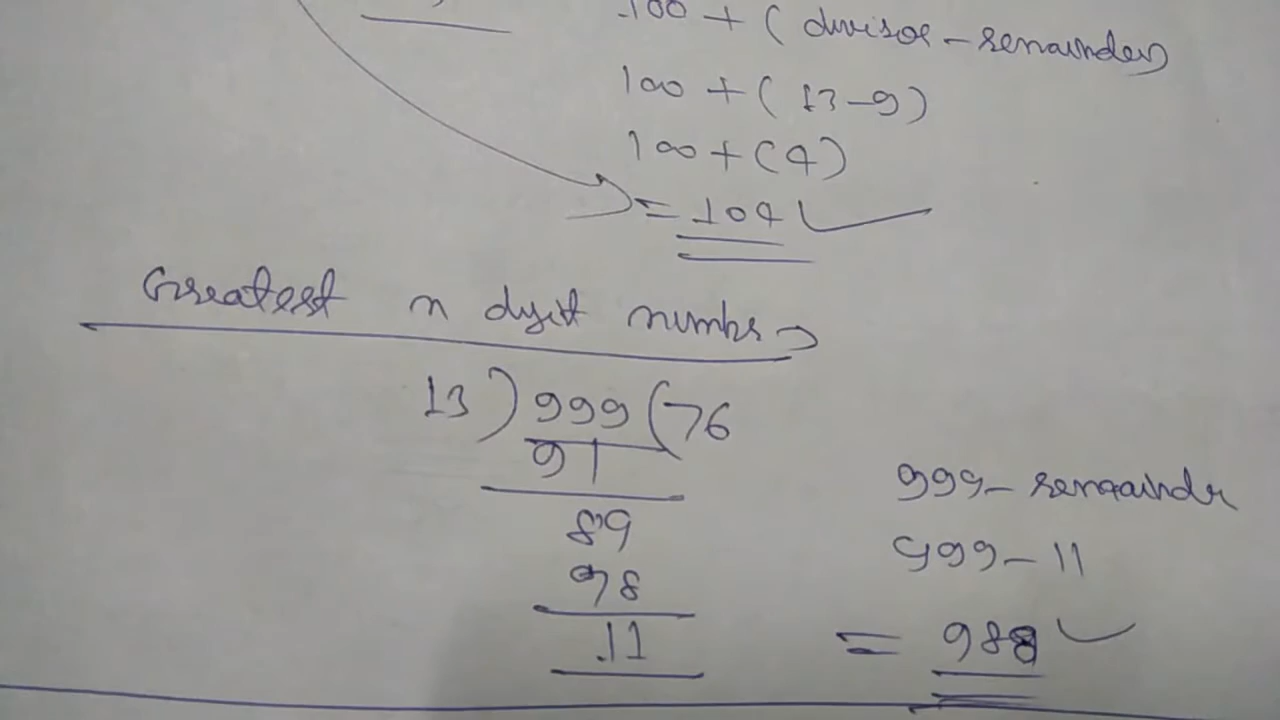 100 + (divisor - remainder)
100 + (13-9)
100 + (4)
= 104
Greatest n digit number
13 ) 999 ( 76
91
89
78
11
999 - remainder
999 - 11
= 988